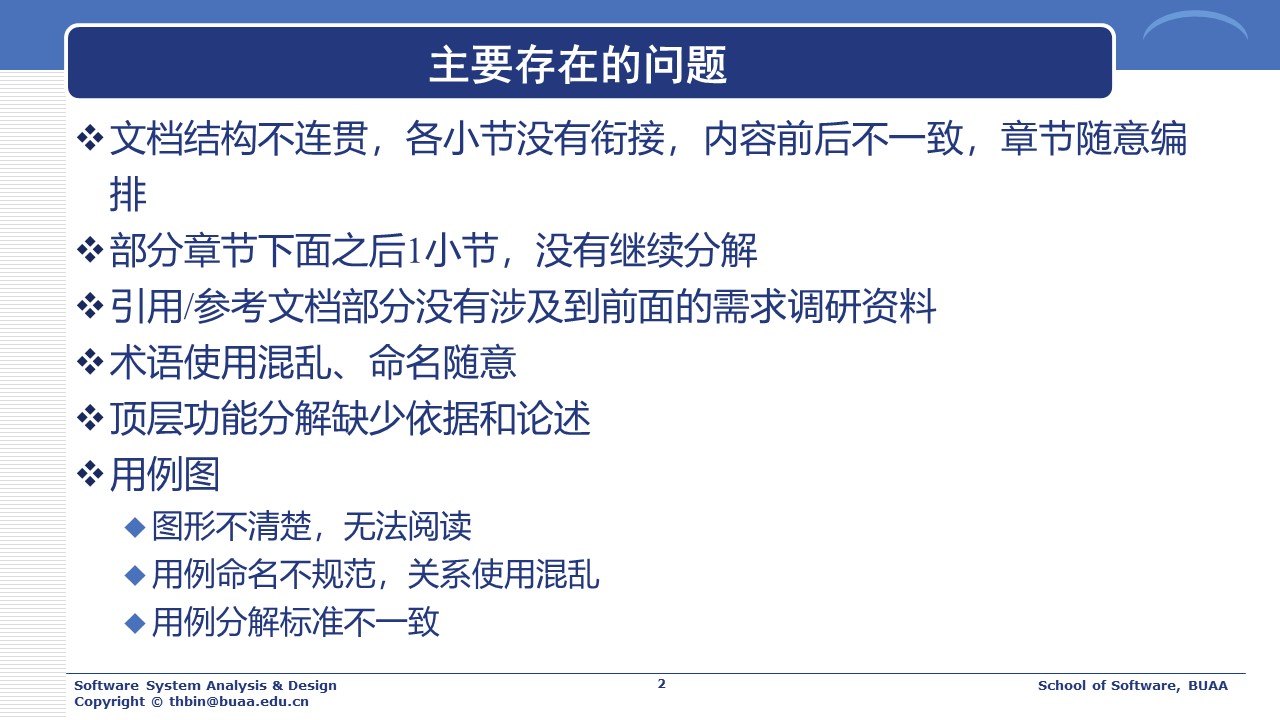 主要存在的问题
文档结构不连贯，各小节没有衔接，内容前后不一致，章节随意编
排
部分章节下面之后1小节，没有继续分解
引用/参考文档部分没有涉及到前面的需求调研资料
术语使用混乱、命名随意
顶层功能分解缺少依据和论述
用例图
图形不清楚，无法阅读
用例命名不规范，关系使用混乱
用例分解标准不一致
Software System Analysis & Design
Copyright © thbin@buaa.edu.cn
2
School of Software, BUAA